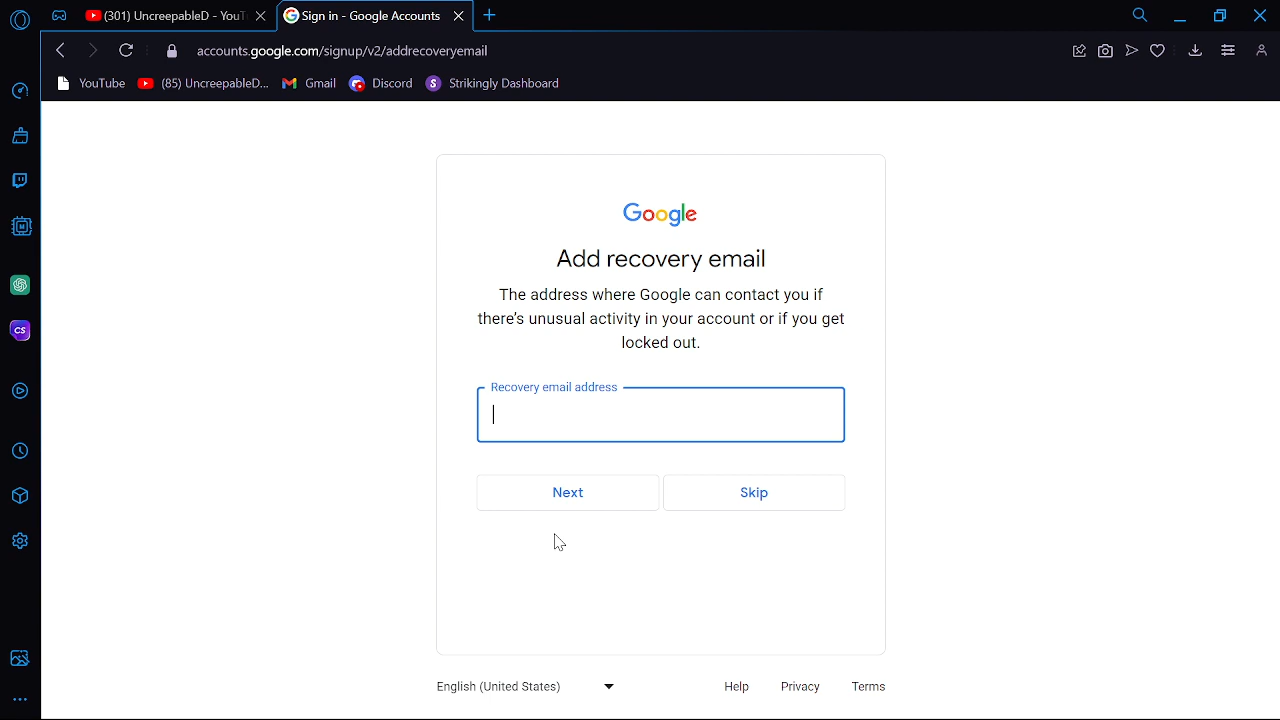 (301) UncreepableD - YouT
Sign in - Google Accounts
accounts.google.com/signup/v2/addrecoveryemail
YouTube
(85) UncreepableD...
Gmail
Discord
S
Strikingly Dashboard
M
CS
Google
Add recovery email
The address where Google can contact you if
there's unusual activity in your account or if you get
locked out.
Recovery email address
Next
Skip
English (United States)
Help
Privacy
Terms